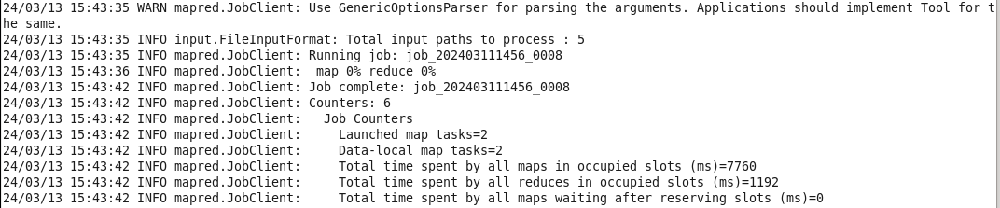 24/03/13 15:43:35 WARN mapred.JobClient: Use GenericOptionsParser for parsing the arguments. Applications should implement Tool for t
he same.
24/03/13 15:43:35 INFO input.FileInputFormat: Total input paths to process : 5
24/03/13 15:43:35 INFO mapred.JobClient: Running job: job_202403111456_0008
24/03/13 15:43:36 INFO mapred.JobClient:  map 0% reduce 0%
24/03/13 15:43:42 INFO mapred.JobClient: Job complete: job_202403111456_0008
24/03/13 15:43:42 INFO mapred.JobClient: Counters: 6
24/03/13 15:43:42 INFO mapred.JobClient:   Job Counters
24/03/13 15:43:42 INFO mapred.JobClient:     Launched map tasks=2
24/03/13 15:43:42 INFO mapred.JobClient:     Data-local map tasks=2
24/03/13 15:43:42 INFO mapred.JobClient:     Total time spent by all maps in occupied slots (ms)=7760
24/03/13 15:43:42 INFO mapred.JobClient:     Total time spent by all reduces in occupied slots (ms)=1192
24/03/13 15:43:42 INFO mapred.JobClient:     Total time spent by all maps waiting after reserving slots (ms)=0